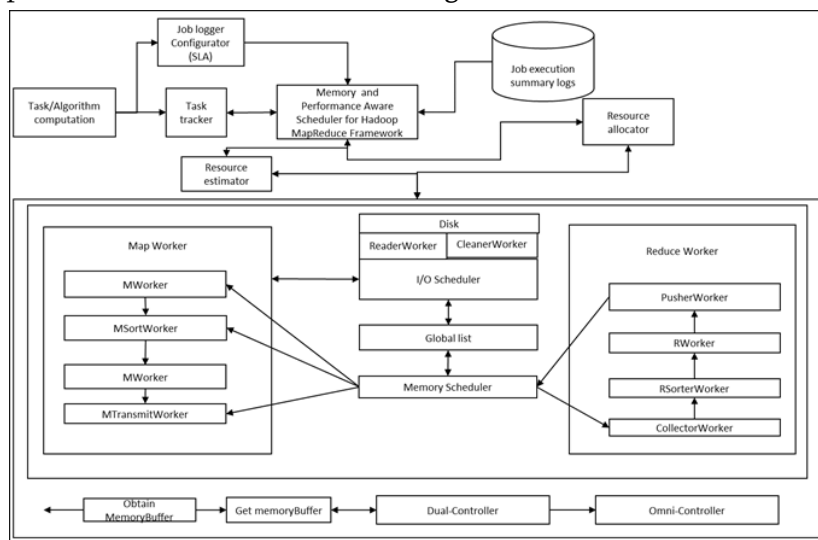 Job logger
Configurator
(SLA)
Job execution
summary logs
Task/Algorithm
computation
Task
tracker
Memory and
Performance Aware
Scheduler for Hadoop
MapReduce Framework
Resource
allocator
Resource
estimator
Disk
ReaderWorker
CleanerWorker
I/O Scheduler
Global list
Memory Scheduler
Map Worker
MWorker
MSortWorker
MWorker
MTransmitWorker
Reduce Worker
PusherWorker
RWorker
RSorterWorker
CollectorWorker
Obtain
MemoryBuffer
Get memoryBuffer
Dual-Controller
Omni-Controller